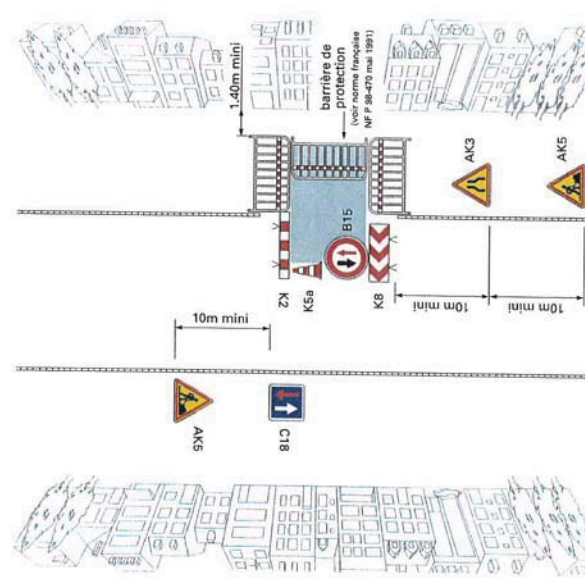 1.40m mini
barrière de
protection
(voir norme française
NF P 98-470 mai 1991)
AK3
AK5
B15
K2
K5a
K8
10m mini
10m mini
10m mini
AK5
C18